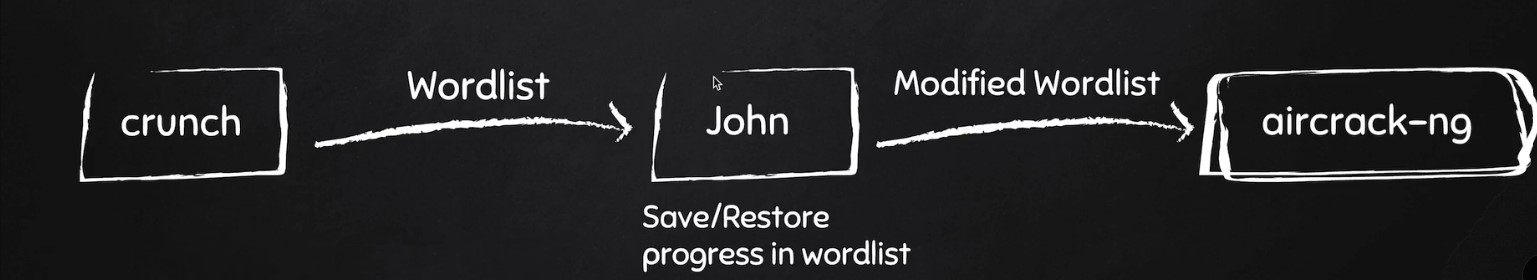 crunch
Wordlist
John
Modified Wordlist
aircrack-ng
Save/Restore
progress in wordlist